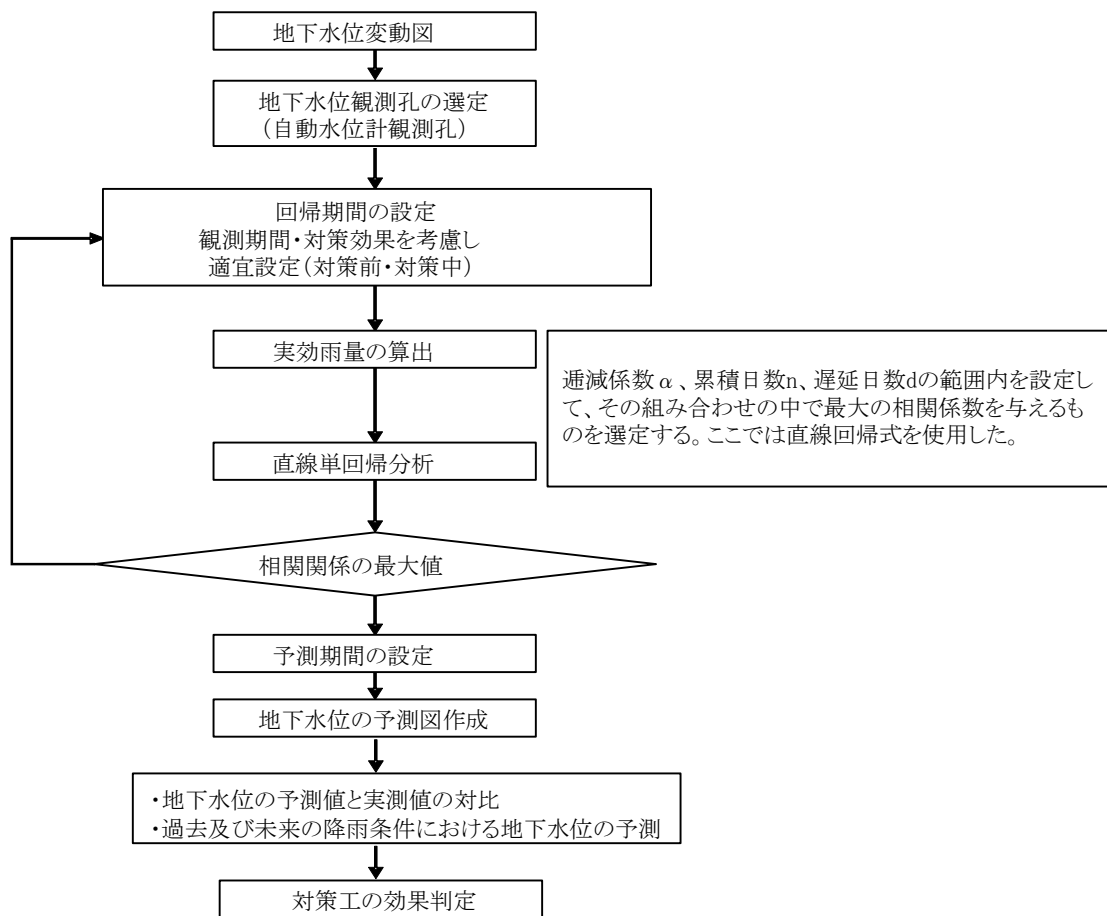 地下水位変動図
地下水位観測孔の選定
(自動水位計観測孔)
回帰期間の設定
観測期間・対策効果を考慮し
適宜設定(対策前・対策中)
実効雨量の算出
逓減係数α、累積日数n、遅延日数dの範囲内を設定し
て、その組み合わせの中で最大の相関係数を与えるも
のを選定する。ここでは直線回帰式を使用した。
直線単回帰分析
相関関係の最大値
予測期間の設定
地下水位の予測図作成
・地下水位の予測値と実測値の対比
・過去及び未来の降雨条件における地下水位の予測
対策工の効果判定